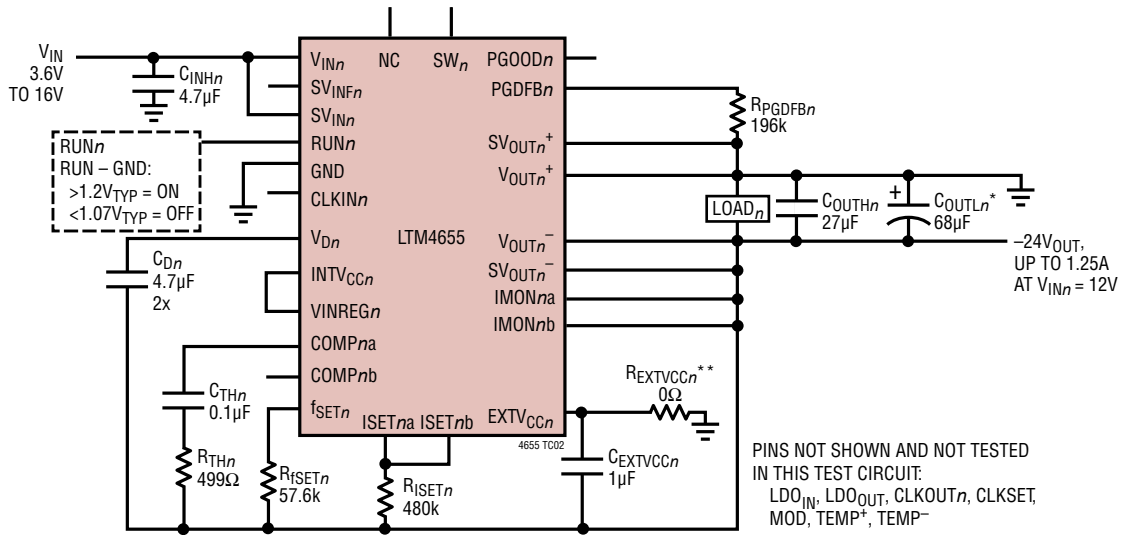 VIN
3.6V
TO 16V
CINHn
4.7µF
RUNn
RUN – GND:
>1.2VTYP = ON
<1.07VTYP = OFF
CDn
4.7µF
2x
CTHn
0.1µF
RTHn
499Ω
RfSETn
57.6k
RISETn
480k
NC
SWn
VINn
SVINFn
SVINn
RUNn
GND
CLKINn
VDn
INTVCCn
VINREGn
COMPna
COMPnb
fSETn
ISETna
ISETnb
LTM4655
PGOODn
PGDFBn
SVOUTn+
VOUTn+
VOUTn–
SVOUTn–
IMONna
IMONnb
EXTVCCn
4655 TC02
RPGDFBn
196k
LOADn
COUTHn
27µF
+
COUTLn*
68µF
–24VOUT,
UP TO 1.25A
AT VINn = 12V
REXTVCCn**
0Ω
CEXTVCCn
1µF
PINS NOT SHOWN AND NOT TESTED
IN THIS TEST CIRCUIT:
LDOIN, LDOOUT, CLKOUTn, CLKSET,
MOD, TEMP+, TEMP–